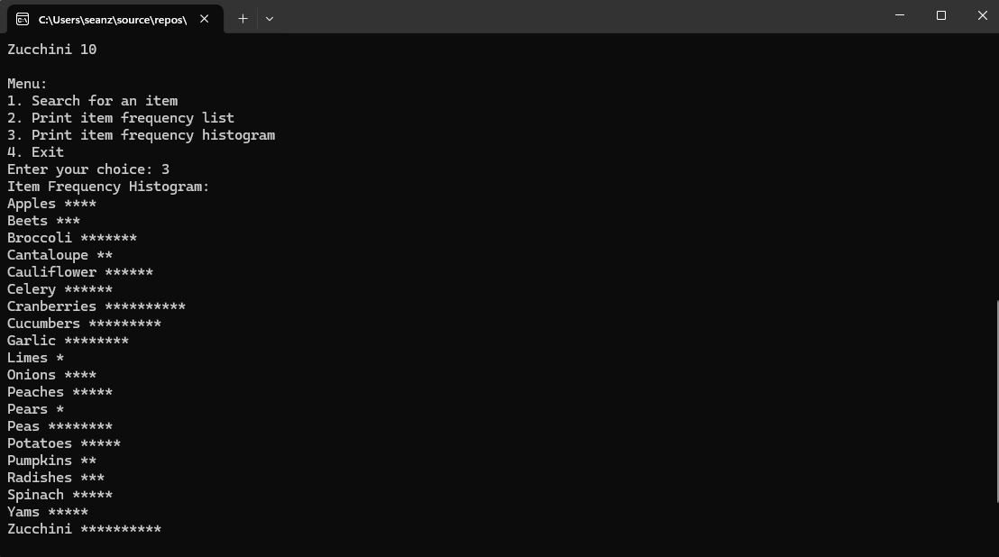 C:\Users\seanz\source\repos\
Zucchini 10
Menu:
1. Search for an item
2. Print item frequency list
3. Print item frequency histogram
4. Exit
Enter your choice: 3
Item Frequency Histogram:
Apples ****
Beets ***
Broccoli *******
Cantaloupe **
Cauliflower ******
Celery ******
Cranberries **********
Cucumbers *********
Garlic ********
Limes *
Onions ****
Peaches *****
Pears *
Peas ********
Potatoes *****
Pumpkins **
Radishes ***
Spinach *****
Yams *****
Zucchini **********